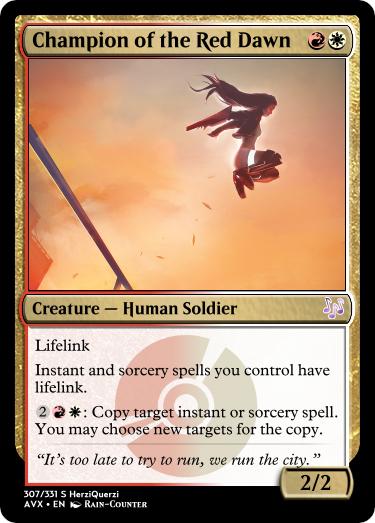 Champion of the Red Dawn
Creature — Human Soldier
Lifelink
Instant and sorcery spells you control have
lifelink.
2: Copy target instant or sorcery spell.
You may choose new targets for the copy.
“It’s too late to try to run, we run the city.”
2/2
307/331 S HerziQuerzi
AVX • EN Rain-Counter